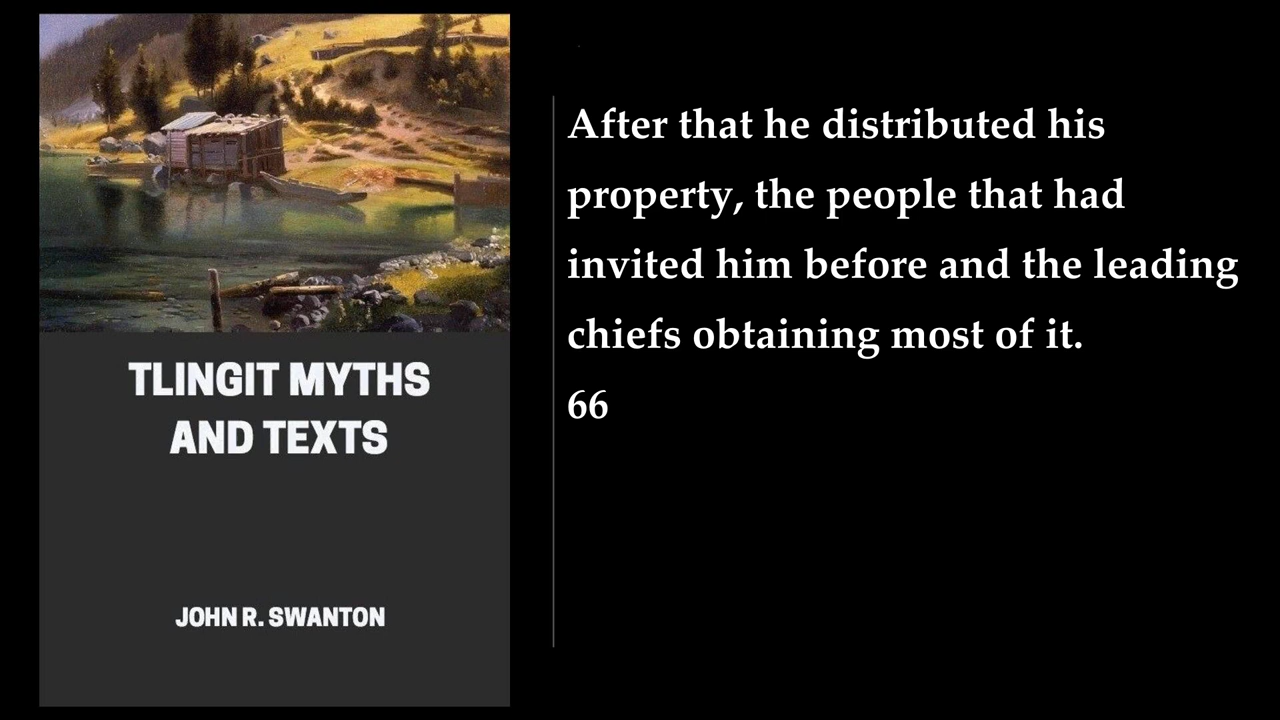 TLINGIT MYTHS
AND TEXTS
JOHN R. SWANTON
After that he distributed his
property, the people that had
invited him before and the leading
chiefs obtaining most of it.
66